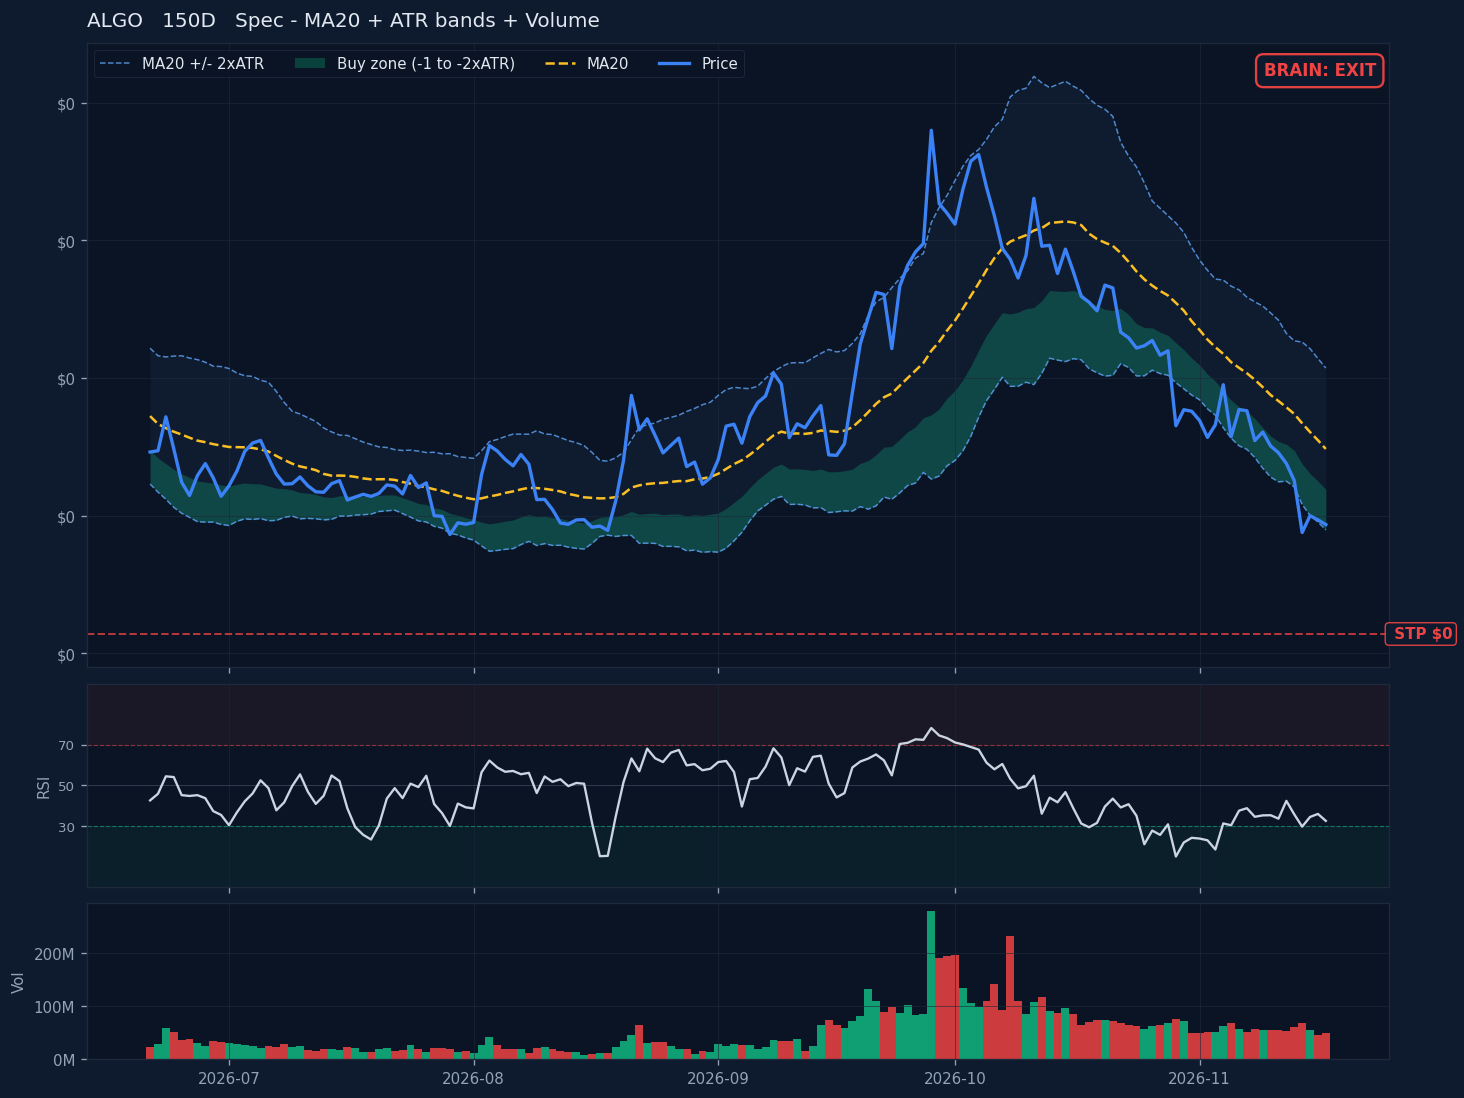 ALGO 150D Spec - MA20 + ATR bands + Volume
MA20 +/- 2xATR
Buy zone (-1 to -2xATR)
MA20
Price
BRAIN: EXIT
$0
$0
$0
$0
$0
STP $0
RSI
70
50
30
Vol
200M
100M
0M
2026-07
2026-08
2026-09
2026-10
2026-11